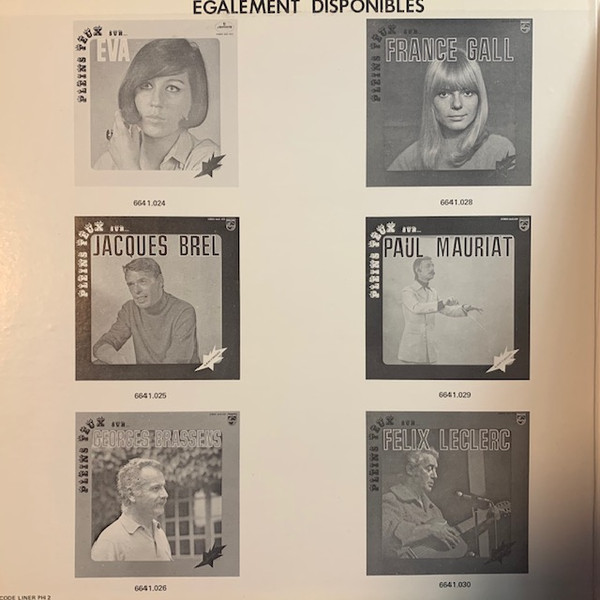 EGALEMENT DISPONIBLES
PLEINS FEUX SUR...
EVA
6641.024
PLEINS FEUX SUR...
FRANCE GALL
6641.028
PLEINS FEUX SUR...
JACQUES BREL
6641.025
PLEINS FEUX SUR...
PAUL MAURIAT
6641.029
PLEINS FEUX SUR...
GEORGES BRASSENS
6641.026
PLEINS FEUX SUR...
FELIX LECLERC
6641.030
CODE LINER PH 2